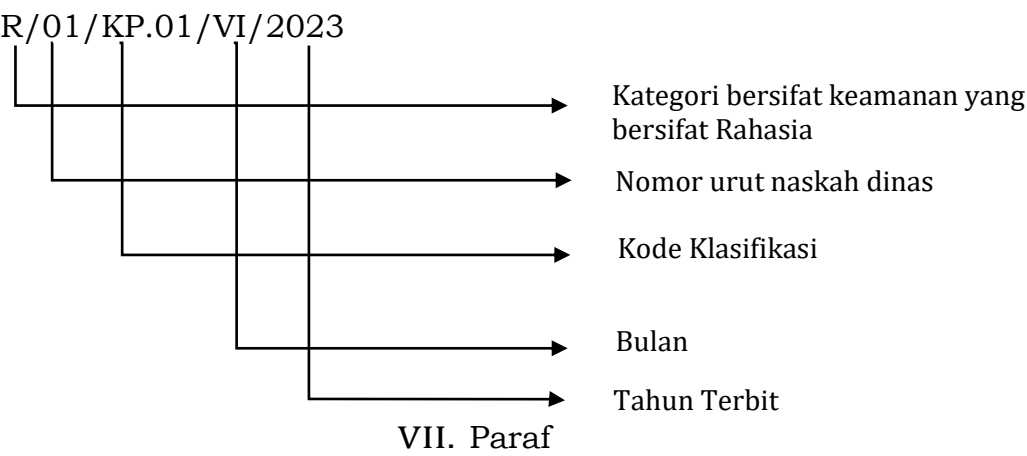 R/01/KP.01/VI/2023
Kategori bersifat keamanan yang
bersifat Rahasia
Nomor urut naskah dinas
Kode Klasifikasi
Bulan
Tahun Terbit
VII. Paraf